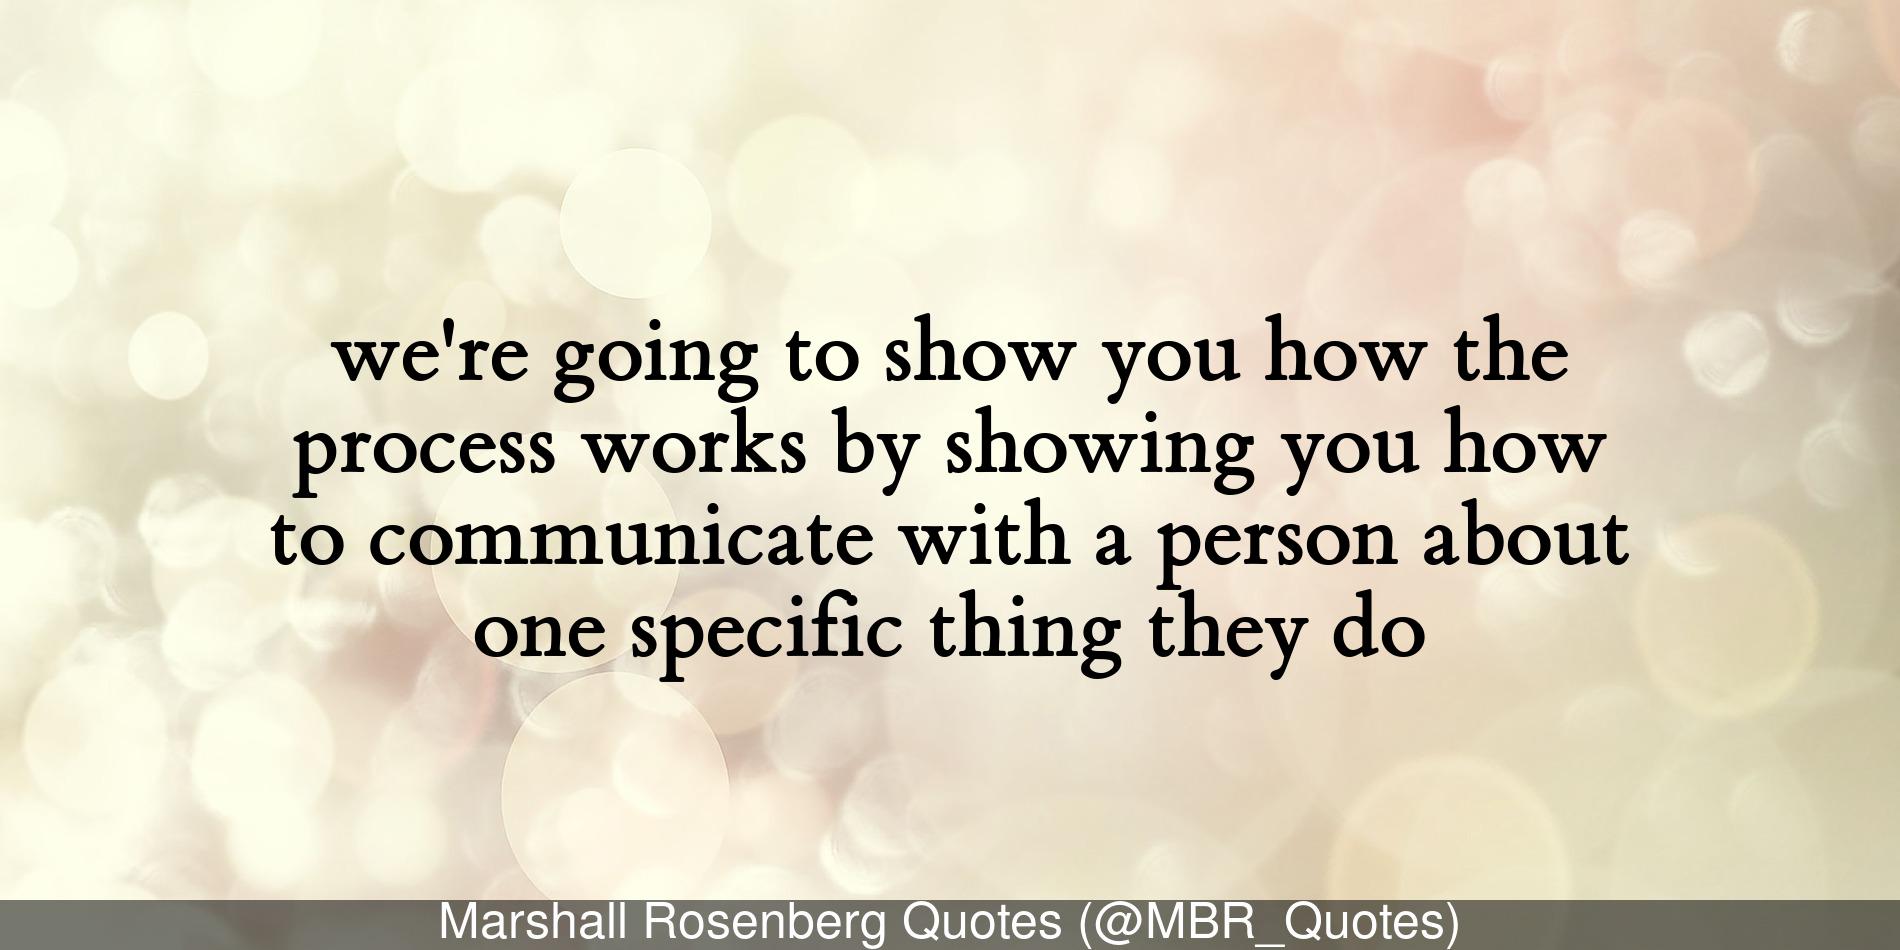 we're going to show you how the
process works by showing you how
to communicate with a person about
one specific thing they do
Marshall Rosenberg Quotes (@MBR_Quotes)